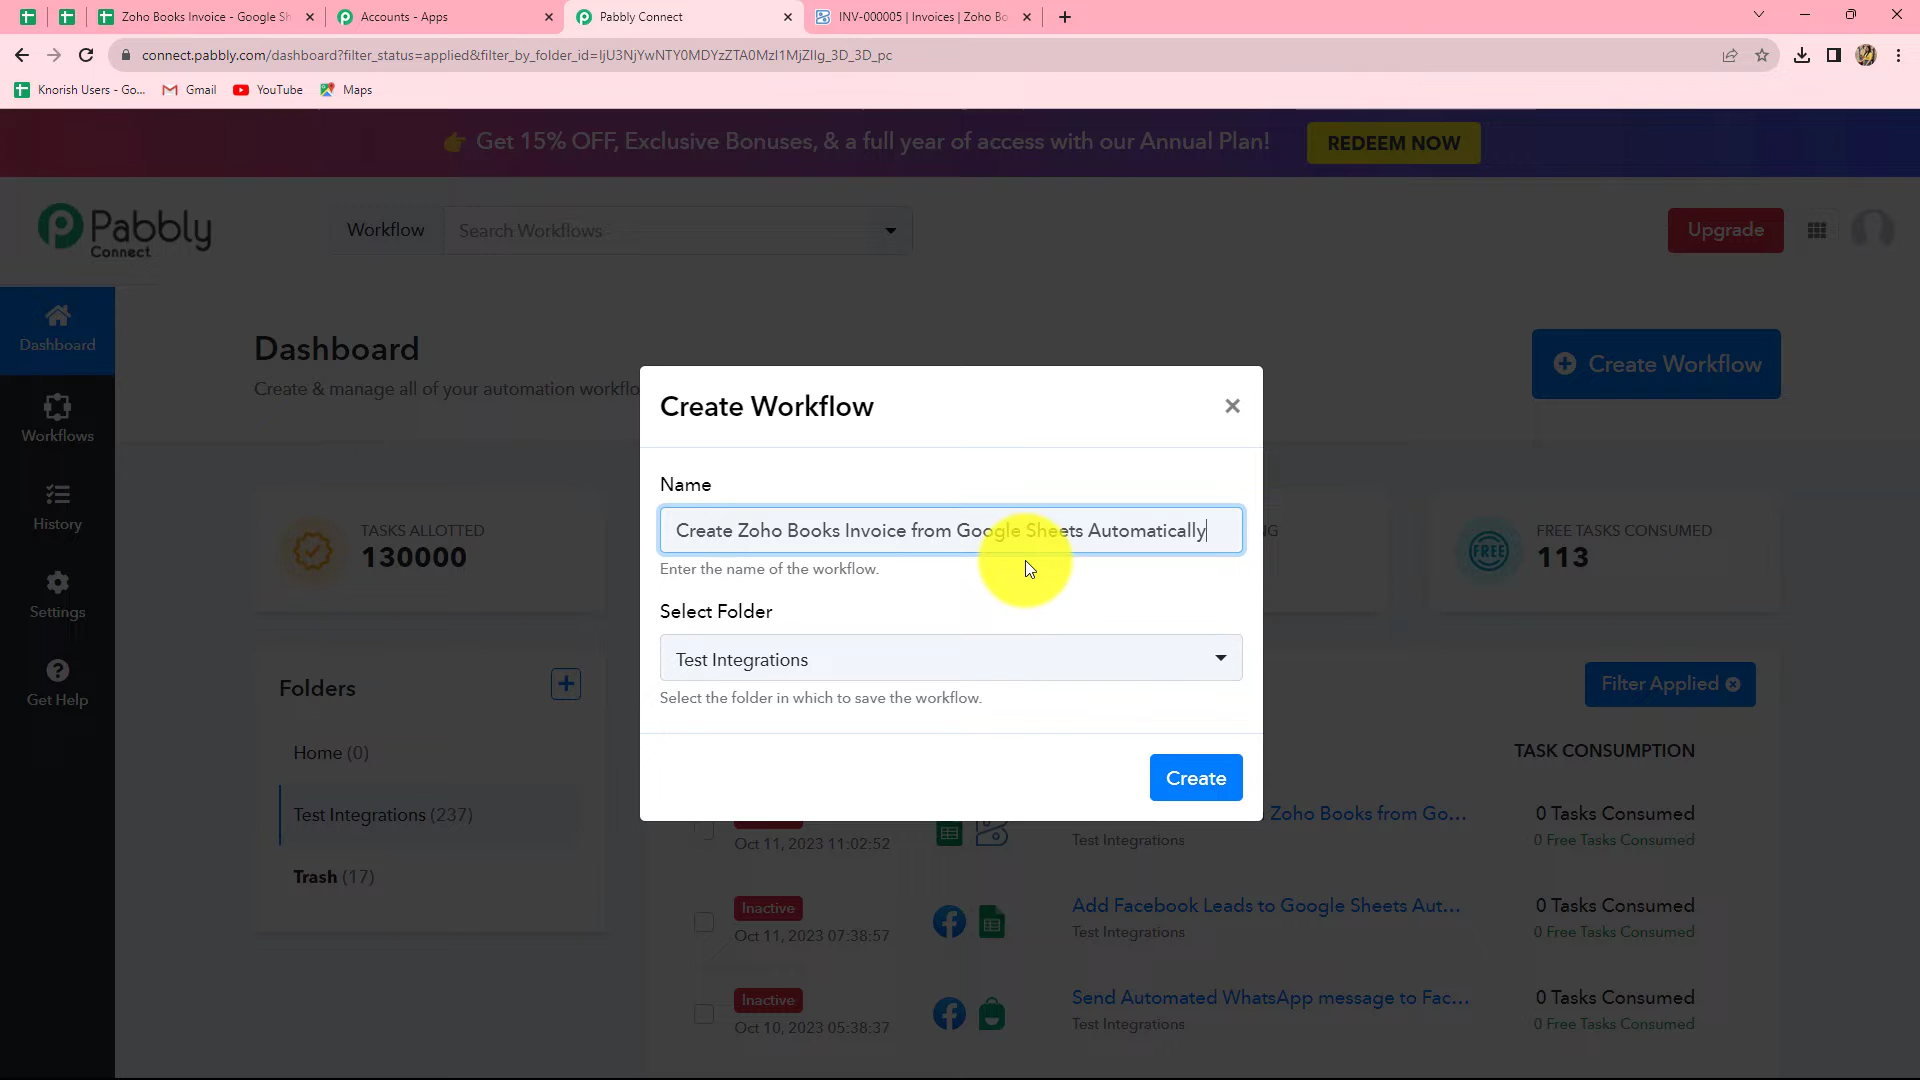 Zoho Books Invoice - Google Sh
Accounts - Apps
Pabbly Connect
INV-000005 | Invoices | Zoho Bo
connect.pabbly.com/dashboard?filter_status=applied&filter_by_folder_id=IjU3NjYwNTY0MDYzZTA0MzI1MjZlIg_3D_3D_pc
Knorish Users - Go...
Gmail
YouTube
Maps
Get 15% OFF, Exclusive Bonuses, & a full year of access with our Annual Plan!
REDEEM NOW
Pabbly
Connect
Workflow
Search Workflows
Upgrade
Dashboard
Workflows
History
Settings
Get Help
Dashboard
Create & manage all of your automation workflo
Create Workflow
TASKS ALLOTTED
130000
NG
FREE
FREE TASKS CONSUMED
113
Create Workflow
Name
Create Zoho Books Invoice from Google Sheets Automatically
Enter the name of the workflow.
Select Folder
Test Integrations
Select the folder in which to save the workflow.
Create
Folders
Home (0)
Test Integrations (237)
Trash (17)
Filter Applied
TASK CONSUMPTION
Oct 11, 2023 11:02:52
Zoho Books from Go...
Test Integrations
0 Tasks Consumed
0 Free Tasks Consumed
Inactive
Oct 11, 2023 07:38:57
Add Facebook Leads to Google Sheets Aut...
Test Integrations
0 Tasks Consumed
0 Free Tasks Consumed
Inactive
Oct 10, 2023 05:38:37
Send Automated WhatsApp message to Fac...
Test Integrations
0 Tasks Consumed
0 Free Tasks Consumed